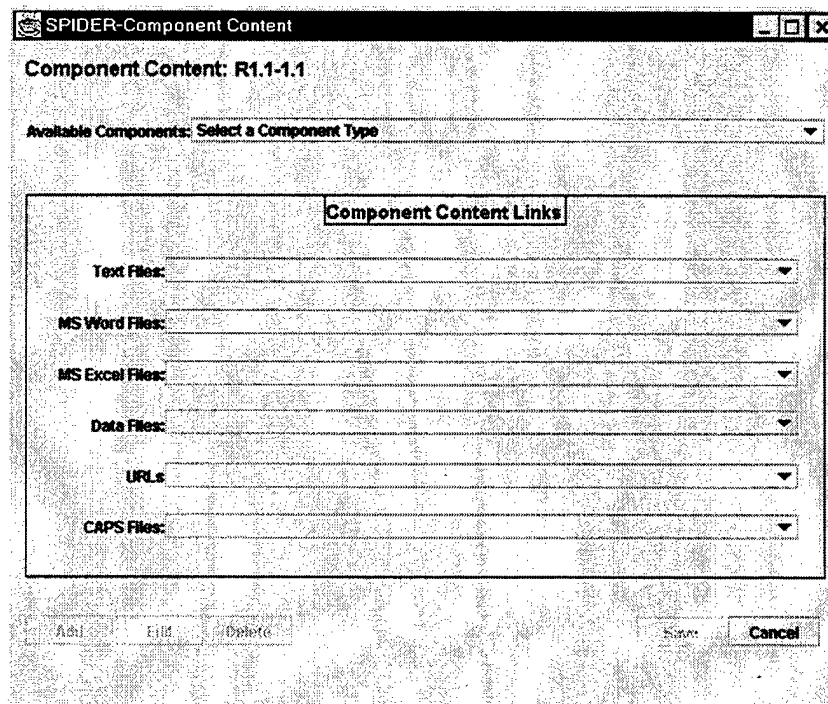 SPIDER-Component Content
Component Content: R1.1-1.1
Available Components: Select a Component Type
Component Content Links
Text Files:
MS Word Files:
MS Excel Files:
Data Files:
URLs
CAPS Files:
Add Edit Delete Save Cancel